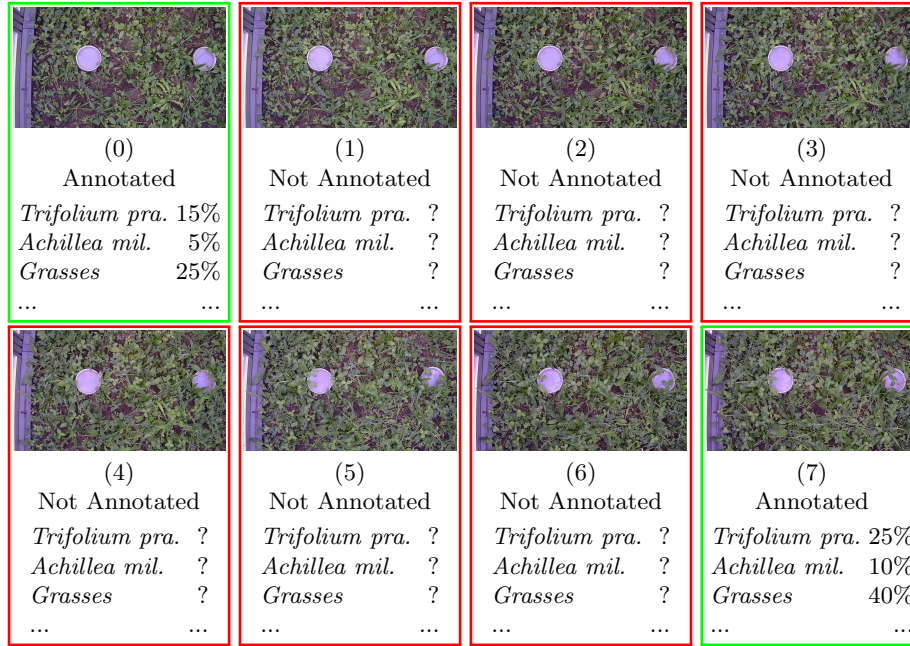 (0)
Annotated
Trifolium pra. 15%
Achillea mil. 5%
Grasses 25%
... ...
(1)
Not Annotated
Trifolium pra. ?
Achillea mil. ?
Grasses ?
... ...
(2)
Not Annotated
Trifolium pra. ?
Achillea mil. ?
Grasses ?
... ...
(3)
Not Annotated
Trifolium pra. ?
Achillea mil. ?
Grasses ?
... ...
(4)
Not Annotated
Trifolium pra. ?
Achillea mil. ?
Grasses ?
... ...
(5)
Not Annotated
Trifolium pra. ?
Achillea mil. ?
Grasses ?
... ...
(6)
Not Annotated
Trifolium pra. ?
Achillea mil. ?
Grasses ?
... ...
(7)
Annotated
Trifolium pra. 25%
Achillea mil. 10%
Grasses 40%
... ...